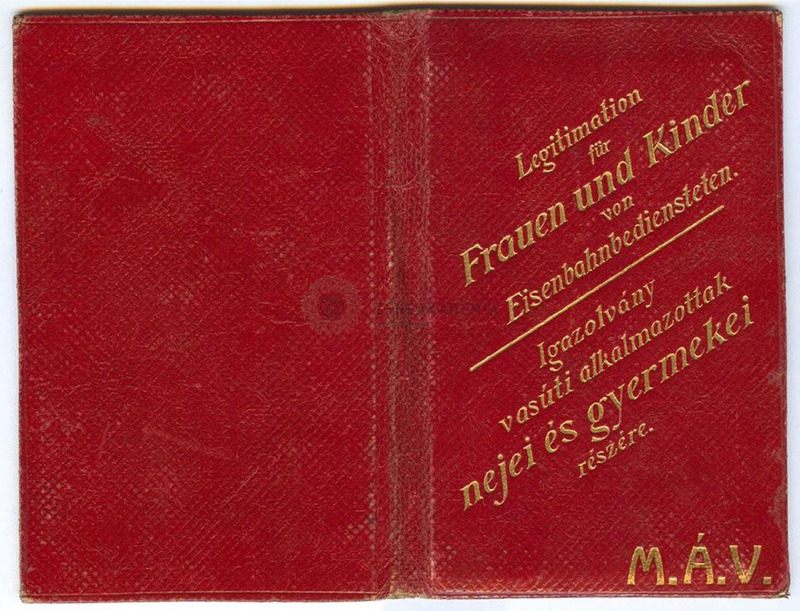 Legitimation
für
Frauen und Kinder
von
Eisenbahnbediensteten.
Igazolvány
vasúti alkalmazottak
nejei és gyermekei
részére.
M.Á.V.